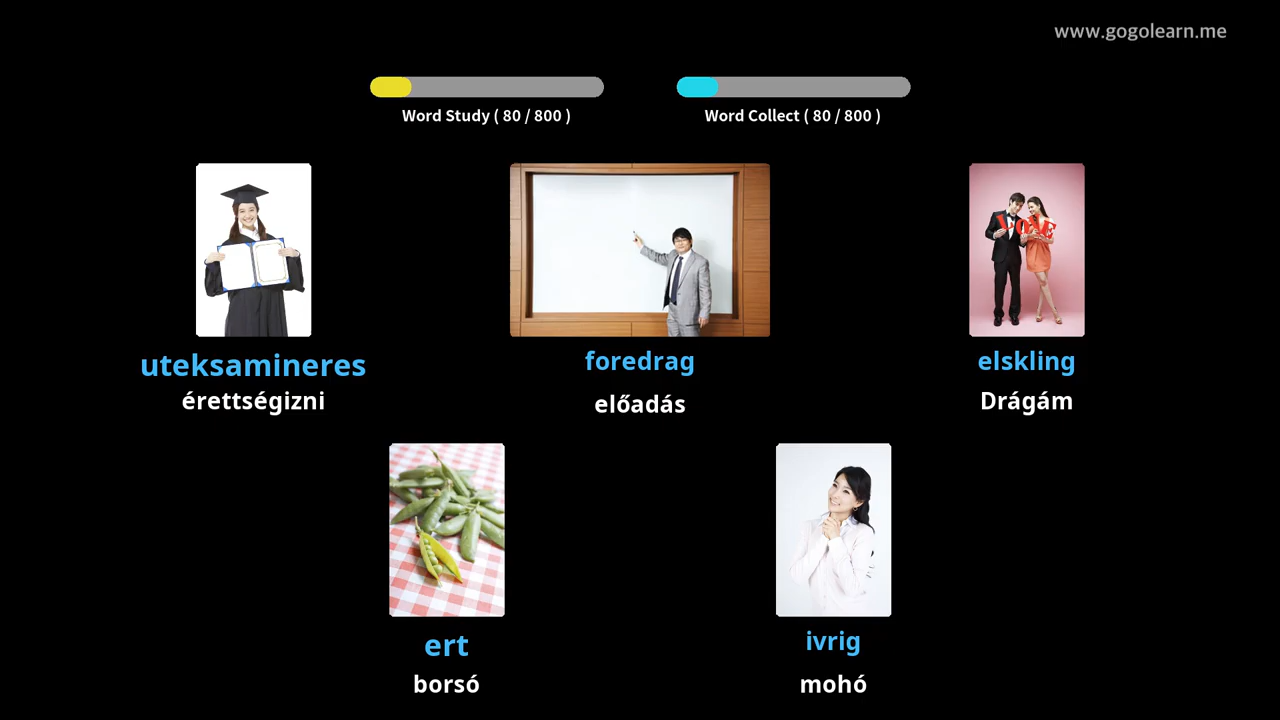 www.gogolearn.me
Word Study ( 80 / 800 )
Word Collect ( 80 / 800 )
LOVE
uteksamineres
érettségizni
foredrag
előadás
elskling
Drágám
ert
borsó
ivrig
mohó